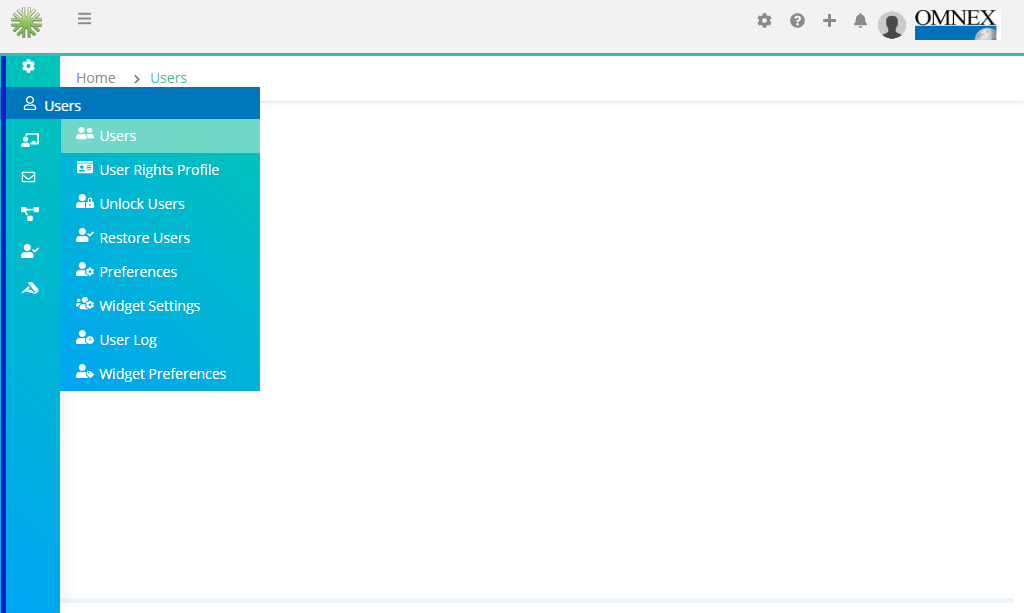 OMNEX
Home > Users
Users
Users
User Rights Profile
Unlock Users
Restore Users
Preferences
Widget Settings
User Log
Widget Preferences